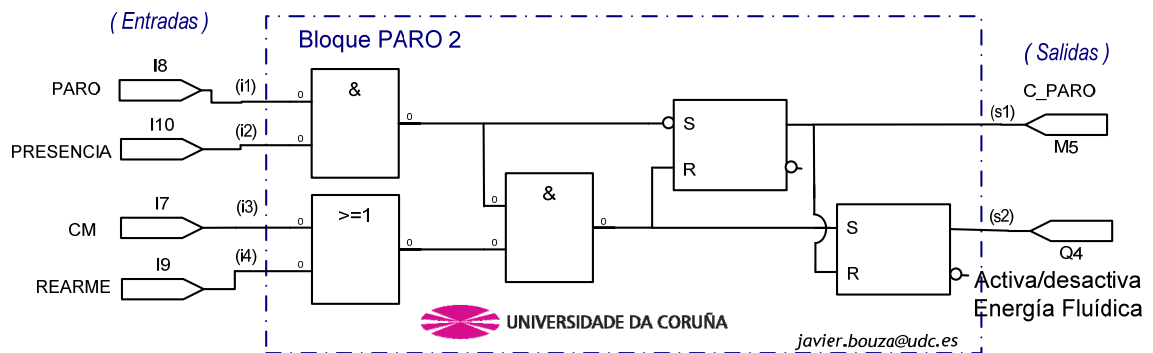 ( Entradas )
Bloque PARO 2
( Salidas )
I8
PARO
(i1)
0
&
0
I10
PRESENCIA
(i2)
0
S
R
C_PARO
(s1)
M5
I7
CM
(i3)
0
>=1
0
I9
REARME
(i4)
0
0
&
0
0
S
R
(s2)
Q4
Activa/desactiva
Energía Fluídica
UNIVERSIDADE DA CORUÑA
javier.bouza@udc.es